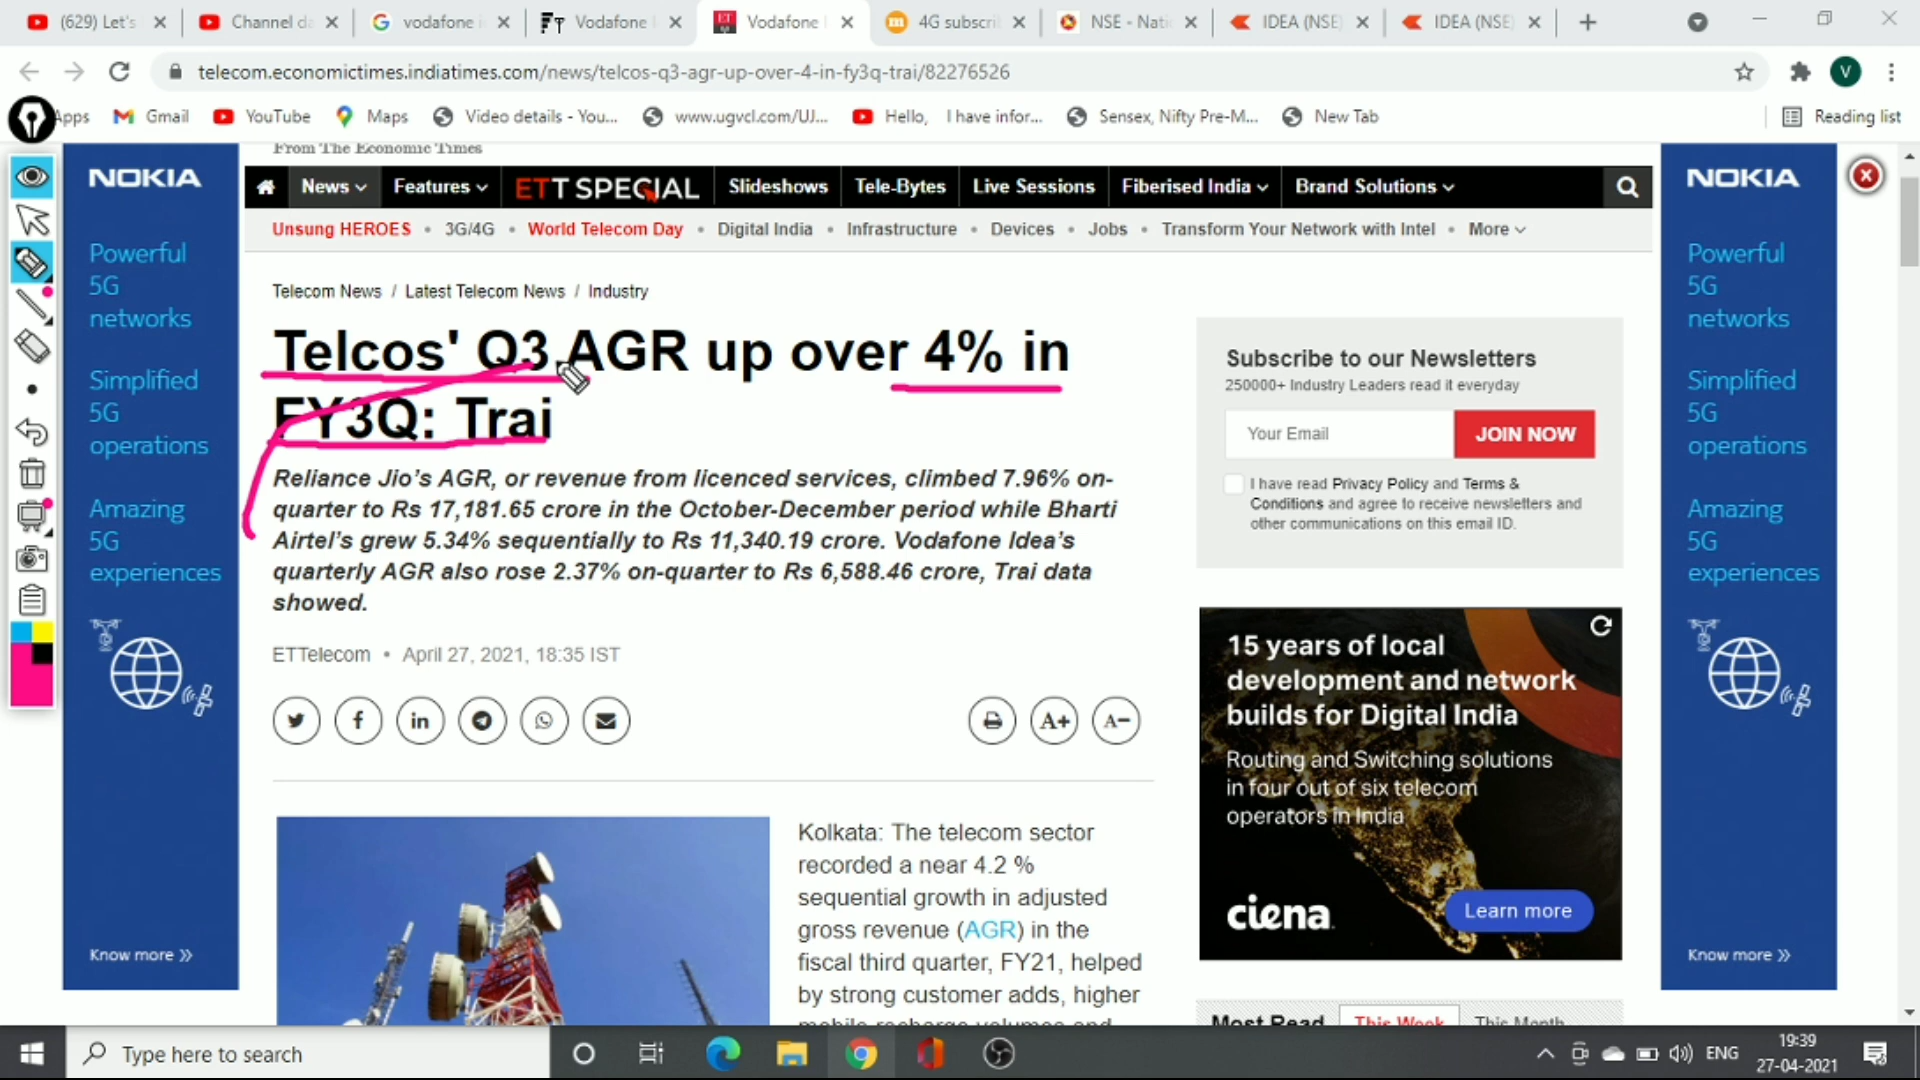 (629) Let's
Channel da
vodafone i
Vodafone
Vodafone
4G subscri
NSE - Nati
IDEA (NSE)
IDEA (NSE)
telecom.economictimes.indiatimes.com/news/telcos-q3-agr-up-over-4-in-fy3q-trai/82276526
V
Apps
Gmail
YouTube
Maps
Video details - You...
www.ugvcl.com/UJ...
Hello, I have infor...
Sensex, Nifty Pre-M...
New Tab
Reading list
From The Economic Times
News
Features
ETT SPECIAL
Slideshows
Tele-Bytes
Live Sessions
Fiberised India
Brand Solutions
Unsung HEROES • 3G/4G • World Telecom Day • Digital India • Infrastructure • Devices • Jobs • Transform Your Network with Intel • More
NOKIA
Powerful
5G
networks
Simplified
5G
operations
Amazing
5G
experiences
Know more >>
Telecom News / Latest Telecom News / Industry
Telcos' Q3 AGR up over 4% in
FY3Q: Trai
Reliance Jio's AGR, or revenue from licenced services, climbed 7.96% on-
quarter to Rs 17,181.65 crore in the October-December period while Bharti
Airtel's grew 5.34% sequentially to Rs 11,340.19 crore. Vodafone Idea's
quarterly AGR also rose 2.37% on-quarter to Rs 6,588.46 crore, Trai data
showed.
ETTelecom • April 27, 2021, 18:35 IST
A+
A-
Kolkata: The telecom sector
recorded a near 4.2 %
sequential growth in adjusted
gross revenue (AGR) in the
fiscal third quarter, FY21, helped
by strong customer adds, higher
mobile recharge volumes and
Subscribe to our Newsletters
250000+ Industry Leaders read it everyday
Your Email
JOIN NOW
I have read Privacy Policy and Terms &
Conditions and agree to receive newsletters and
other communications on this email ID.
15 years of local
development and network
builds for Digital India
Routing and Switching solutions
in four out of six telecom
operators in India
ciena
Learn more
Most Read
This Week
This Month
NOKIA
Powerful
5G
networks
Simplified
5G
operations
Amazing
5G
experiences
Know more >>
Type here to search
ENG
19:39
27-04-2021